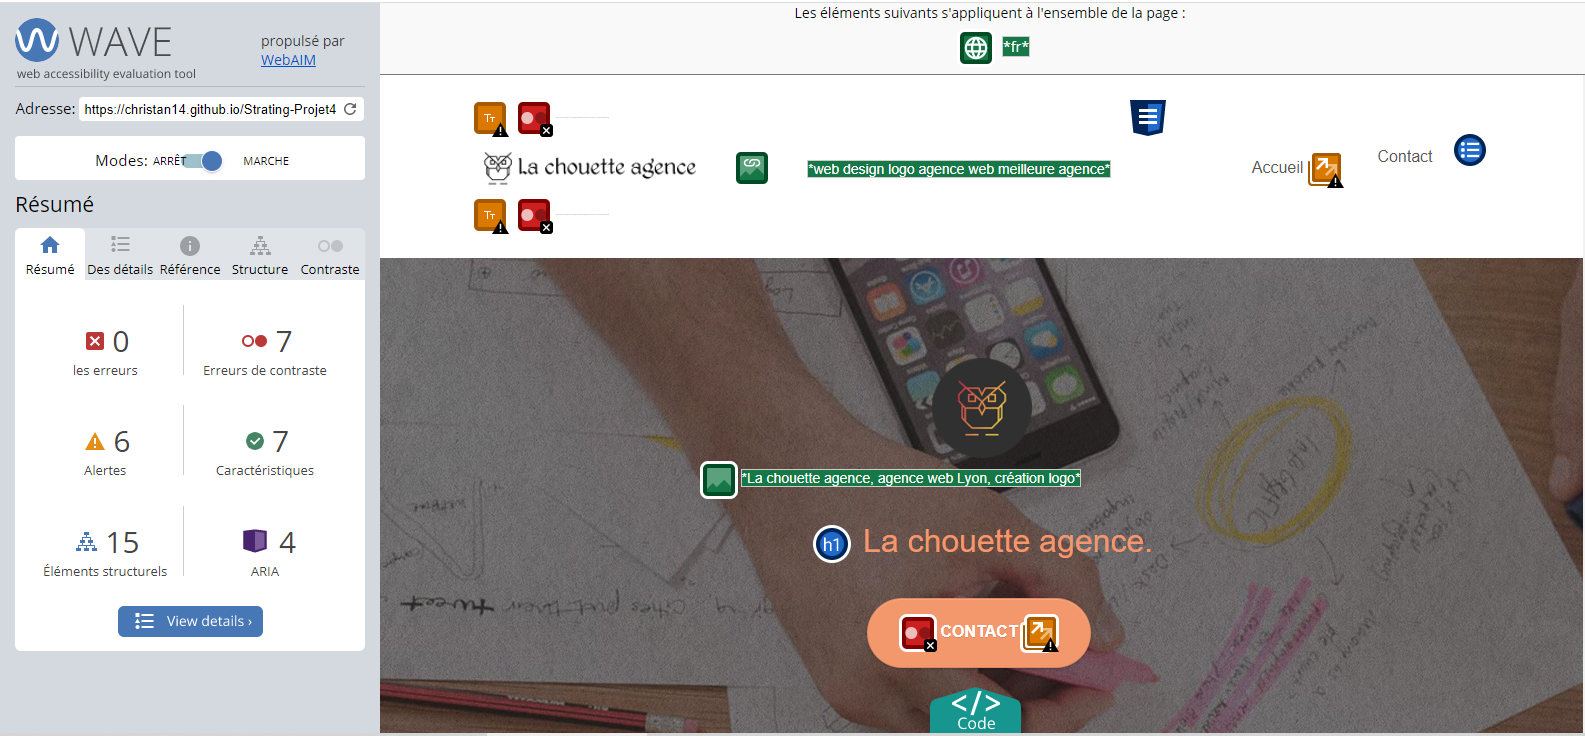 WAVE
web accessibility evaluation tool
propulsé par
WebAIM
Adresse: https://christan14.github.io/Strating-Projet4
Modes: ARRÊT MARCHE
Résumé
Résumé Des détails Référence Structure Contraste
0 7
les erreurs Erreurs de contraste
6 7
Alertes Caractéristiques
15 4
Éléments structurels ARIA
View details ›
Les éléments suivants s'appliquent à l'ensemble de la page :
*fr*
La chouette agence
*web design logo agence web meilleure agence*
Accueil
Contact
*La chouette agence, agence web Lyon, création logo*
h1 La chouette agence.
CONTACT
</>
Code